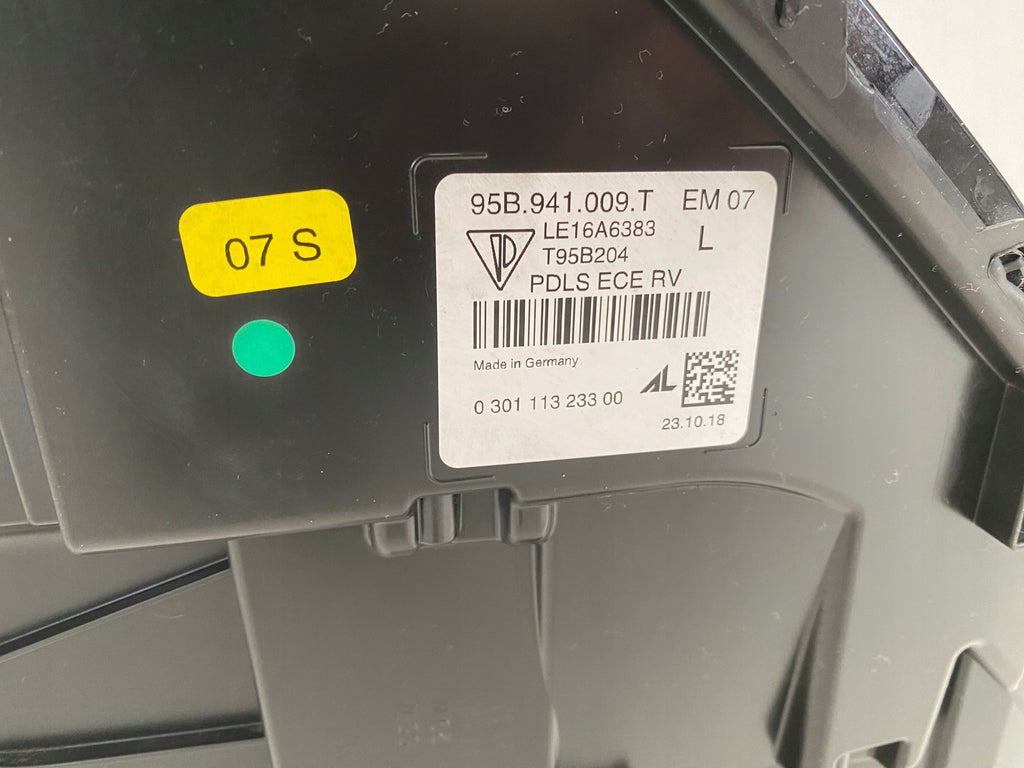 07 S
95B.941.009.T EM 07
LE16A6383 L
T95B204
PDLS ECE RV
Made in Germany
AL
0 301 113 233 00
23.10.18